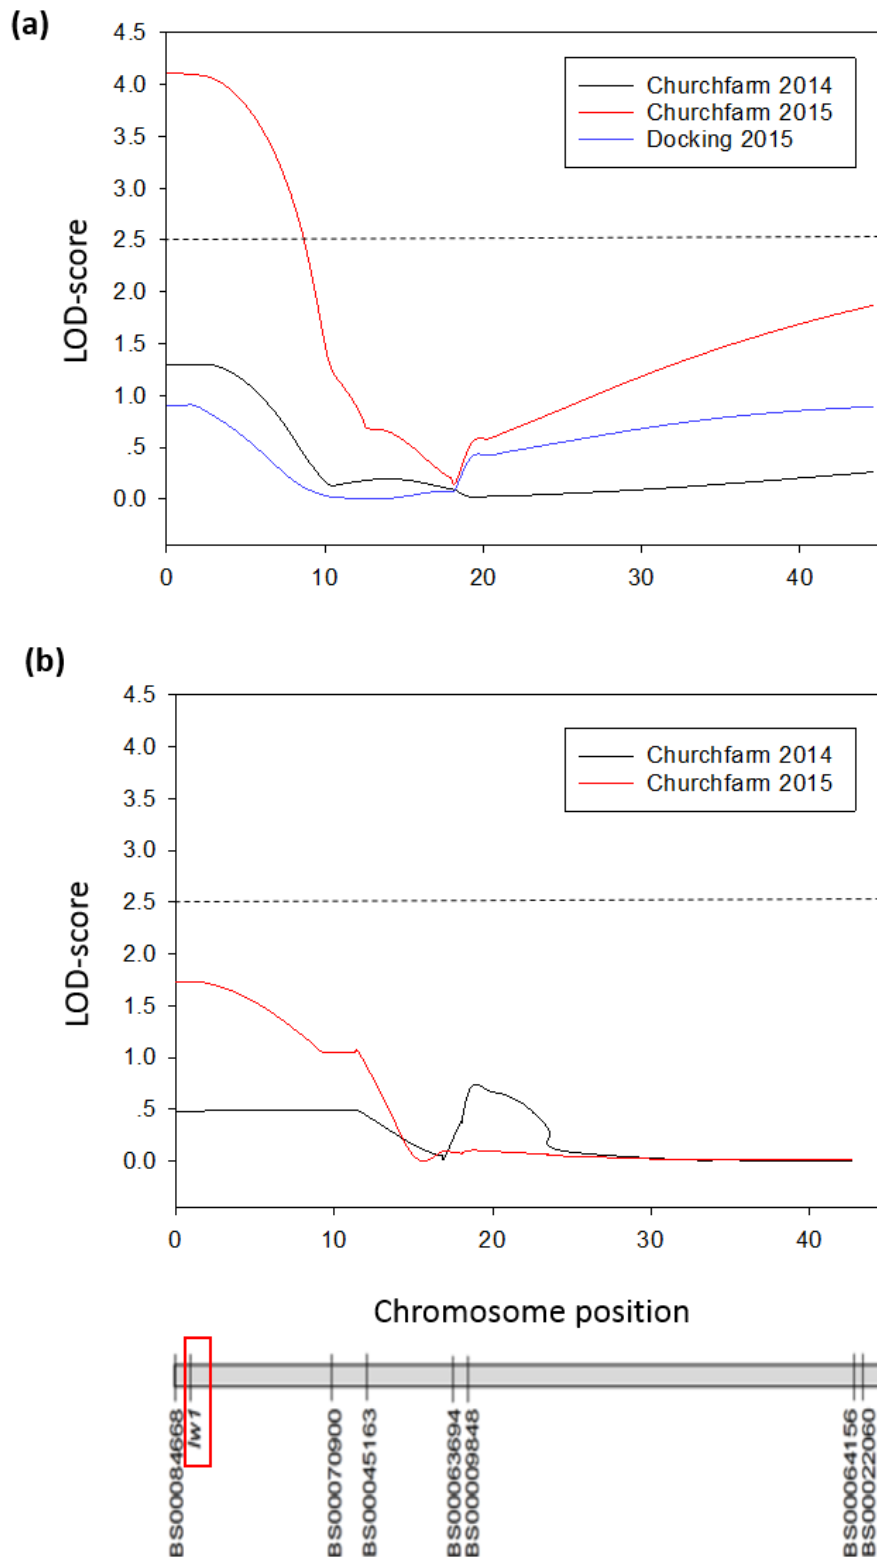 (a)
4.5
4.0
3.5
3.0
2.5
2.0
1.5
1.0
.5
0.0
LOD-score
Churchfarm 2014
Churchfarm 2015
Docking 2015
0 10 20 30 40
(b)
4.5
4.0
3.5
3.0
2.5
2.0
1.5
1.0
.5
0.0
LOD-score
Churchfarm 2014
Churchfarm 2015
0 10 20 30 40
Chromosome position
BS00084668
Iw1
BS00070900
BS00045163
BS00063694
BS00009848
BS00064156
BS00022060